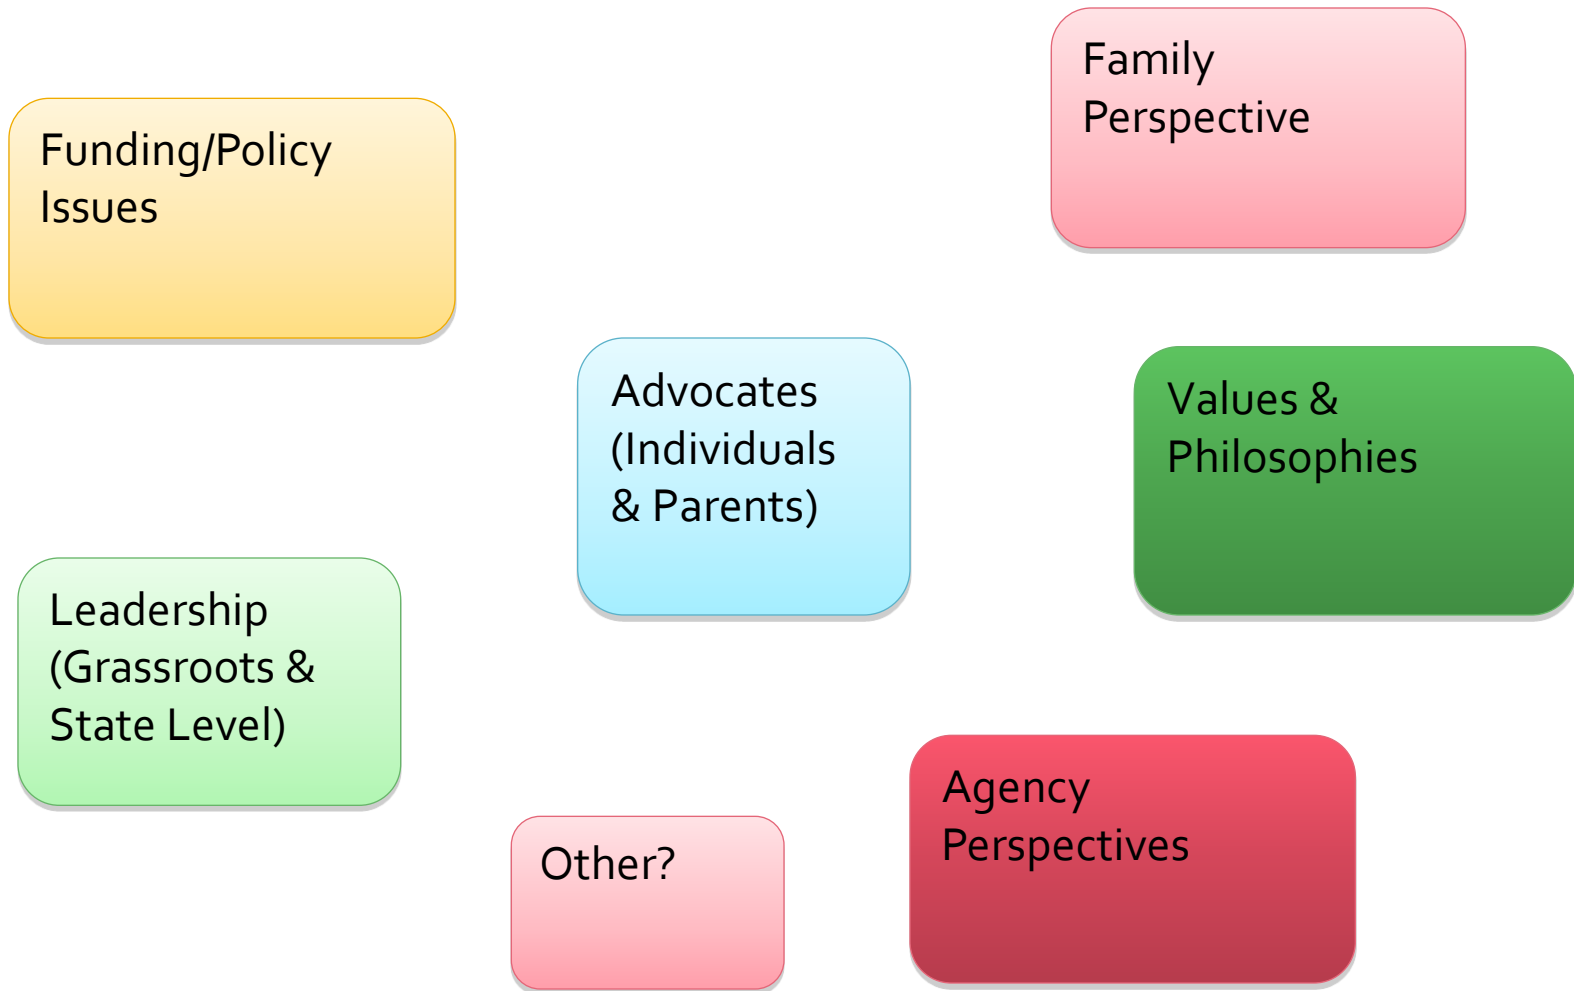 Family
Perspective
Funding/Policy
Issues
Advocates
(Individuals
& Parents)
Values &
Philosophies
Leadership
(Grassroots &
State Level)
Agency
Perspectives
Other?